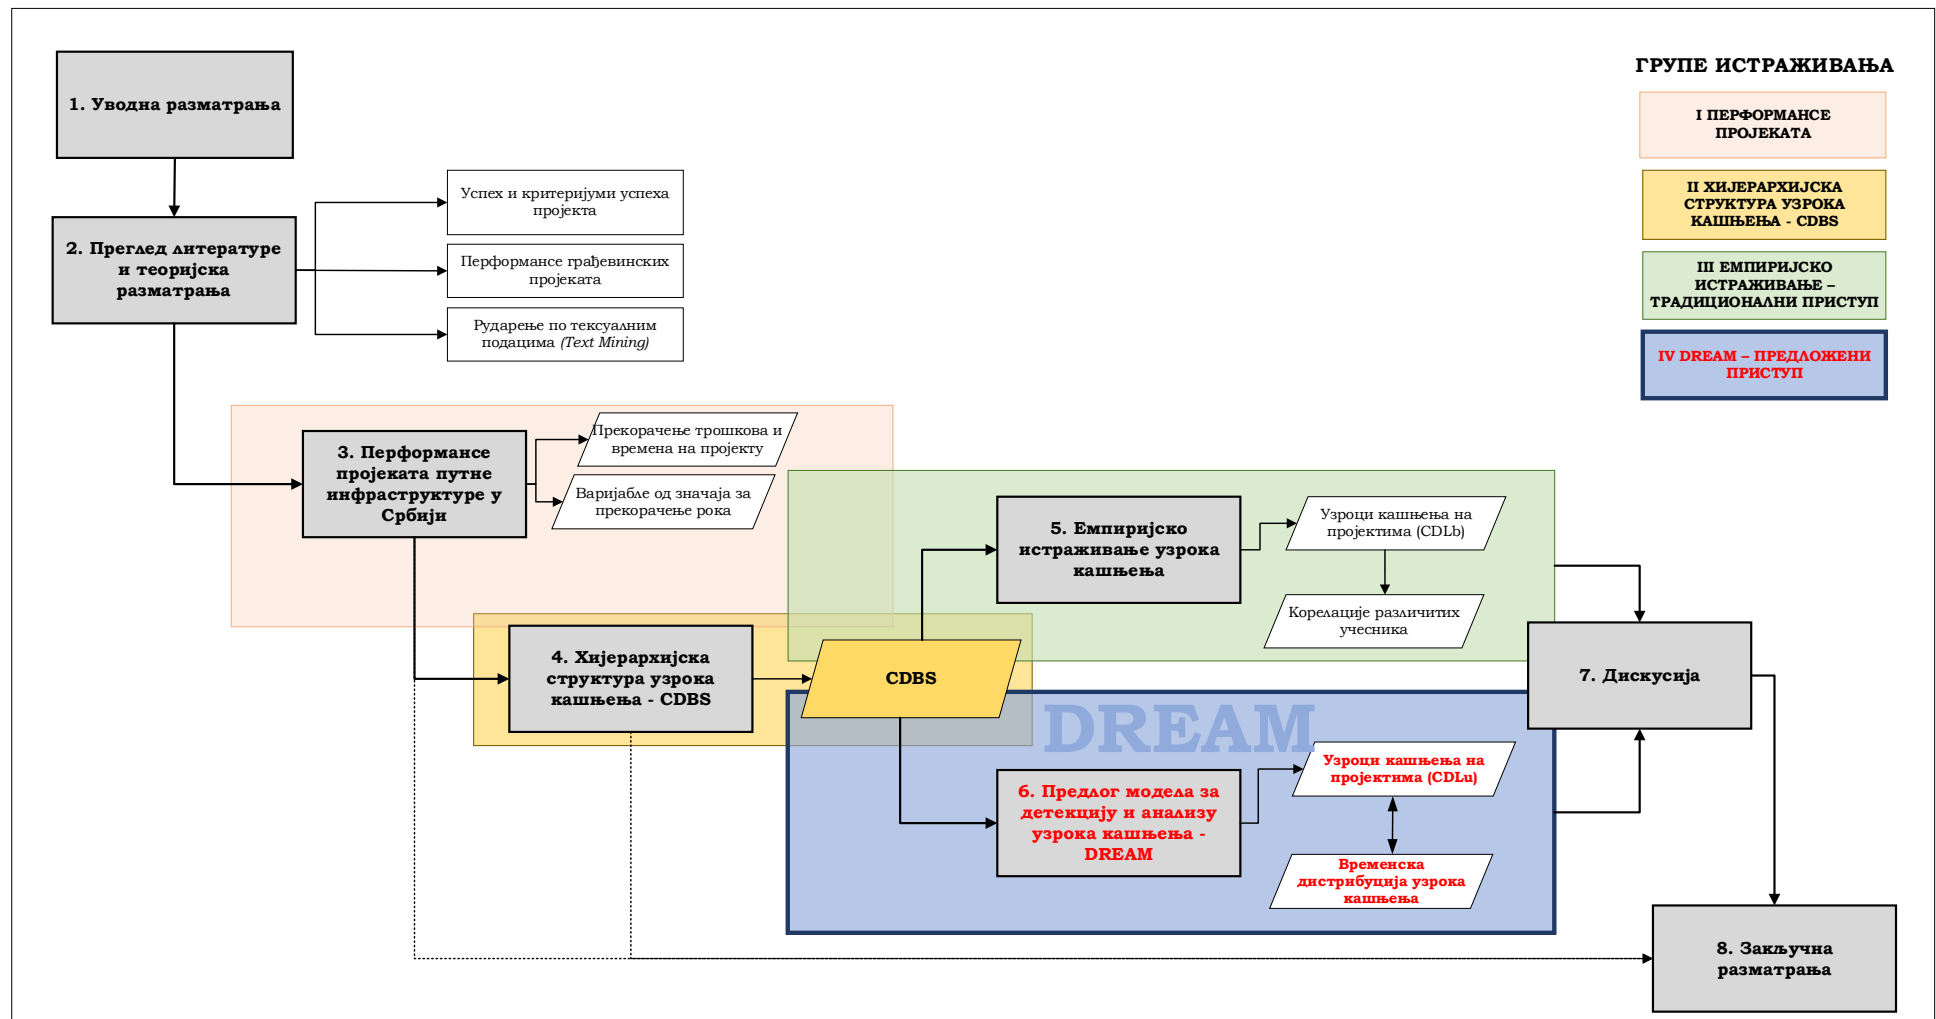 ГРУПЕ ИСТРАЖИВАЊА
I ПЕРФОРМАНСЕ
ПРОЈЕКАТА
II ХИЈЕРАРХИЈСКА
СТРУКТУРА УЗРОКА
КАШЊЕЊА - CDBS
III ЕМПИРИЈСКО
ИСТРАЖИВАЊЕ –
ТРАДИЦИОНАЛНИ ПРИСТУП
IV DREAM – ПРЕДЛОЖЕНИ
ПРИСТУП
1. Уводна разматрања
2. Преглед литературе
и теоријска
разматрања
Успех и критеријуми успеха
пројекта
Перформансе грађевинских
пројеката
Рударење по тексуалним
подацима (Text Mining)
3. Перформансе
пројеката путне
инфраструктуре у
Србији
Прекорачење трошкова и
времена на пројекту
Варијабле од значаја за
прекорачење рока
4. Хијерархијска
структура узрока
кашњења - CDBS
CDBS
5. Емпиријско
истраживање узрока
кашњења
Узроци кашњења на
пројектима (CDLb)
Корелације различитих
учесника
DREAM
6. Предлог модела за
детекцију и анализу
узрока кашњења -
DREAM
Узроци кашњења на
пројектима (CDLu)
Временска
дистрибуција узрока
кашњења
7. Дискусија
8. Закључна
разматрања